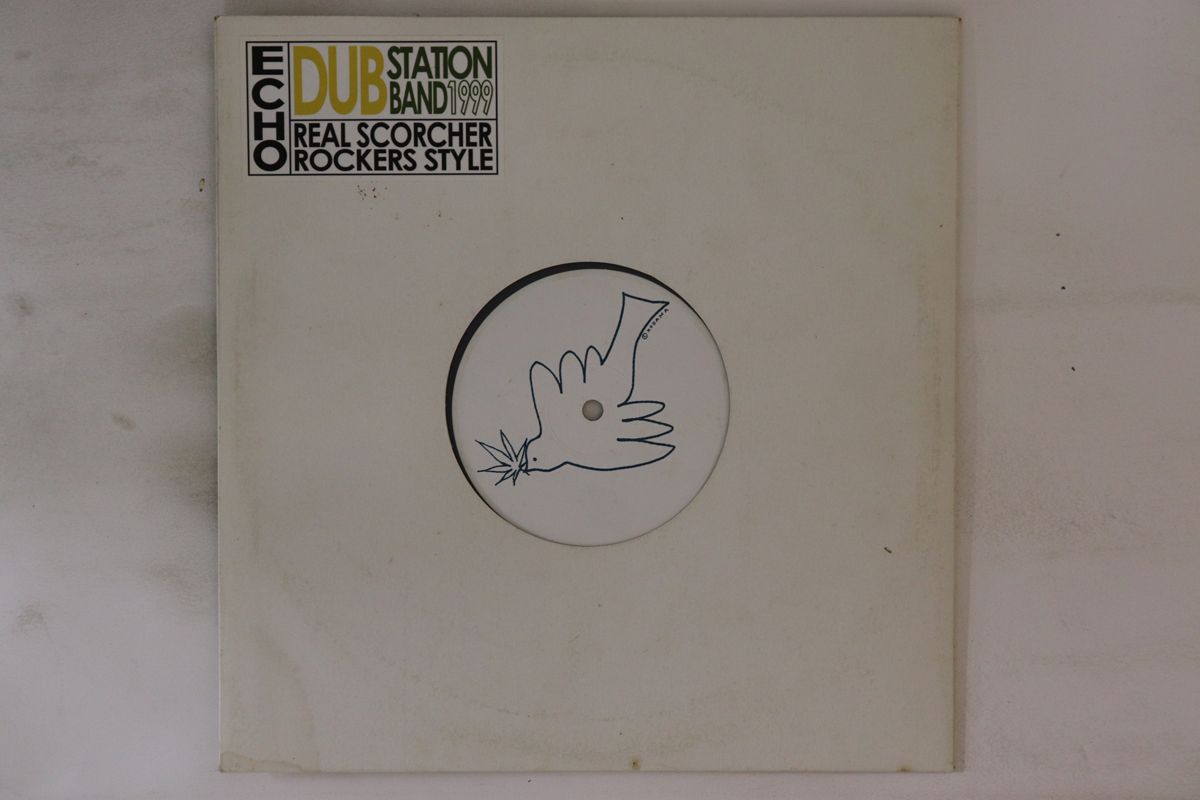 ECHO
DUB STATION
BAND 1999
REAL SCORCHER
ROCKERS STYLE